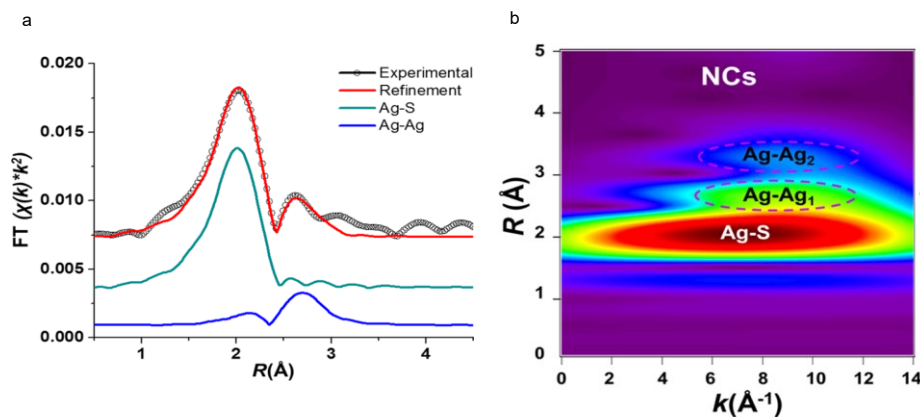 a
0.020
0.015
0.010
0.005
0.000
FT (χ(k)*k²)
Experimental
Refinement
Ag-S
Ag-Ag
1 2 3 4
R(Å)
b
5
4
3
2
1
0
R (Å)
NCs
Ag-Ag₂
Ag-Ag₁
Ag-S
0 2 4 6 8 10 12 14
k(Å⁻¹)